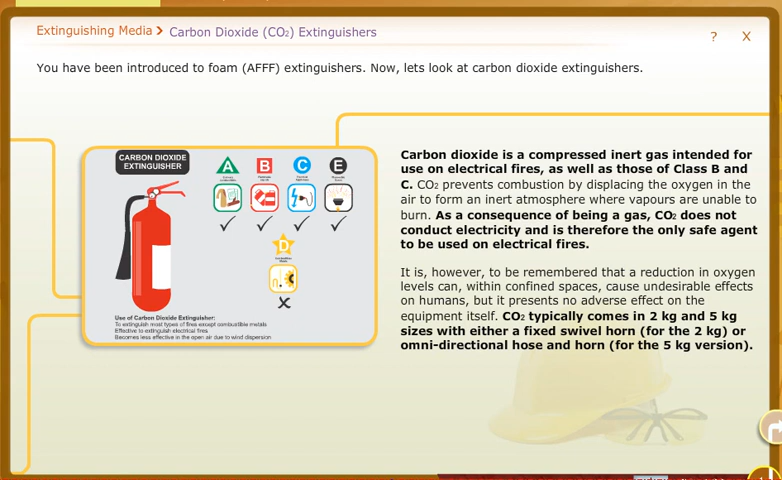 Extinguishing Media > Carbon Dioxide (CO₂) Extinguishers
? X
You have been introduced to foam (AFFF) extinguishers. Now, lets look at carbon dioxide extinguishers.
CARBON DIOXIDE
EXTINGUISHER
A B C E
D
Use of Carbon Dioxide Extinguisher:
To extinguish most types of fires except combustible metals
Effective to extinguish electrical fires
Becomes less effective in the open air due to wind dispersion
Carbon dioxide is a compressed inert gas intended for
use on electrical fires, as well as those of Class B and
C. CO₂ prevents combustion by displacing the oxygen in the
air to form an inert atmosphere where vapours are unable to
burn. As a consequence of being a gas, CO₂ does not
conduct electricity and is therefore the only safe agent
to be used on electrical fires.
It is, however, to be remembered that a reduction in oxygen
levels can, within confined spaces, cause undesirable effects
on humans, but it presents no adverse effect on the
equipment itself. CO₂ typically comes in 2 kg and 5 kg
sizes with either a fixed swivel horn (for the 2 kg) or
omni-directional hose and horn (for the 5 kg version).